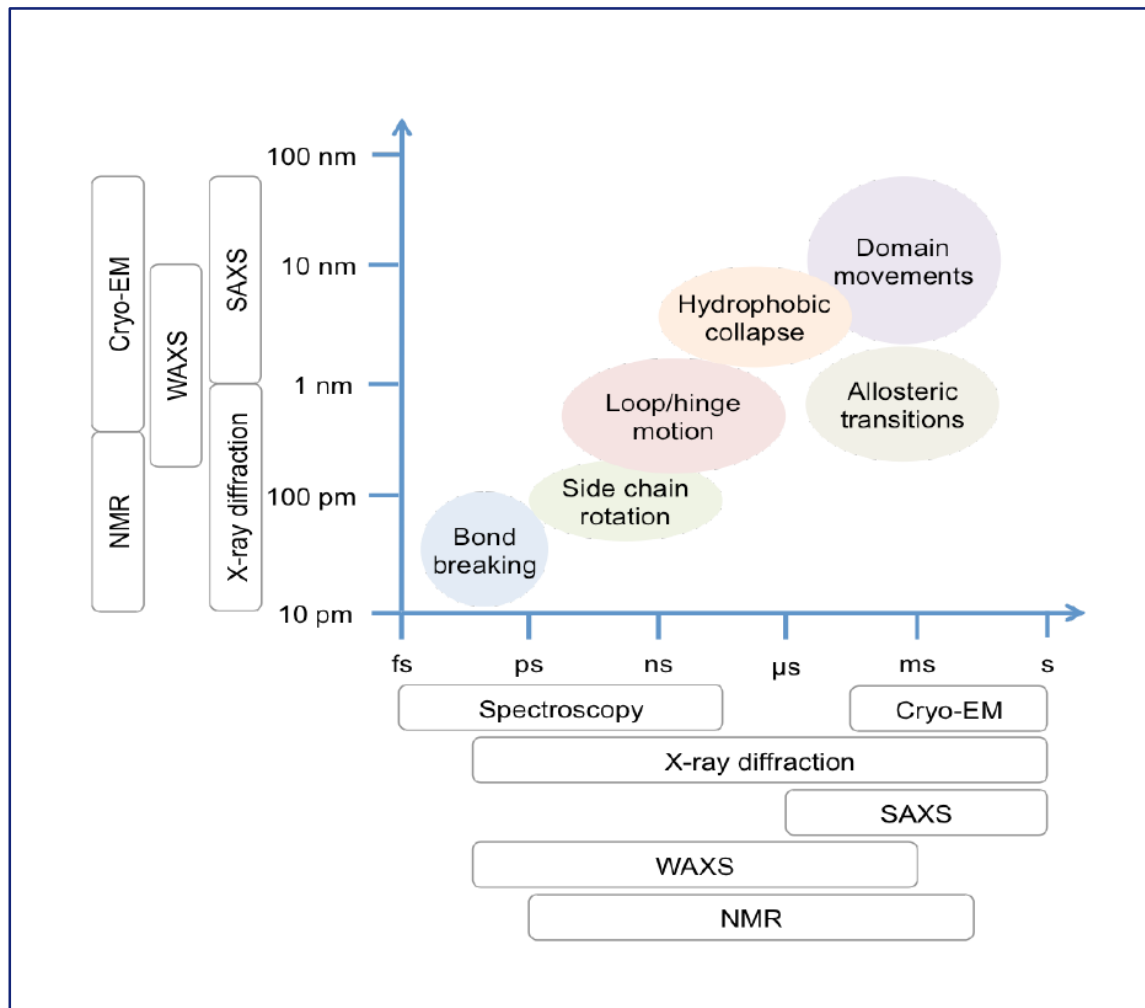 100 nm
10 nm
1 nm
100 pm
10 pm
Cryo-EM
NMR
WAXS
SAXS
X-ray diffraction
Domain
movements
Hydrophobic
collapse
Loop/hinge
motion
Allosteric
transitions
Side chain
rotation
Bond
breaking
fs ps ns µs ms s
Spectroscopy Cryo-EM
X-ray diffraction
SAXS
WAXS
NMR